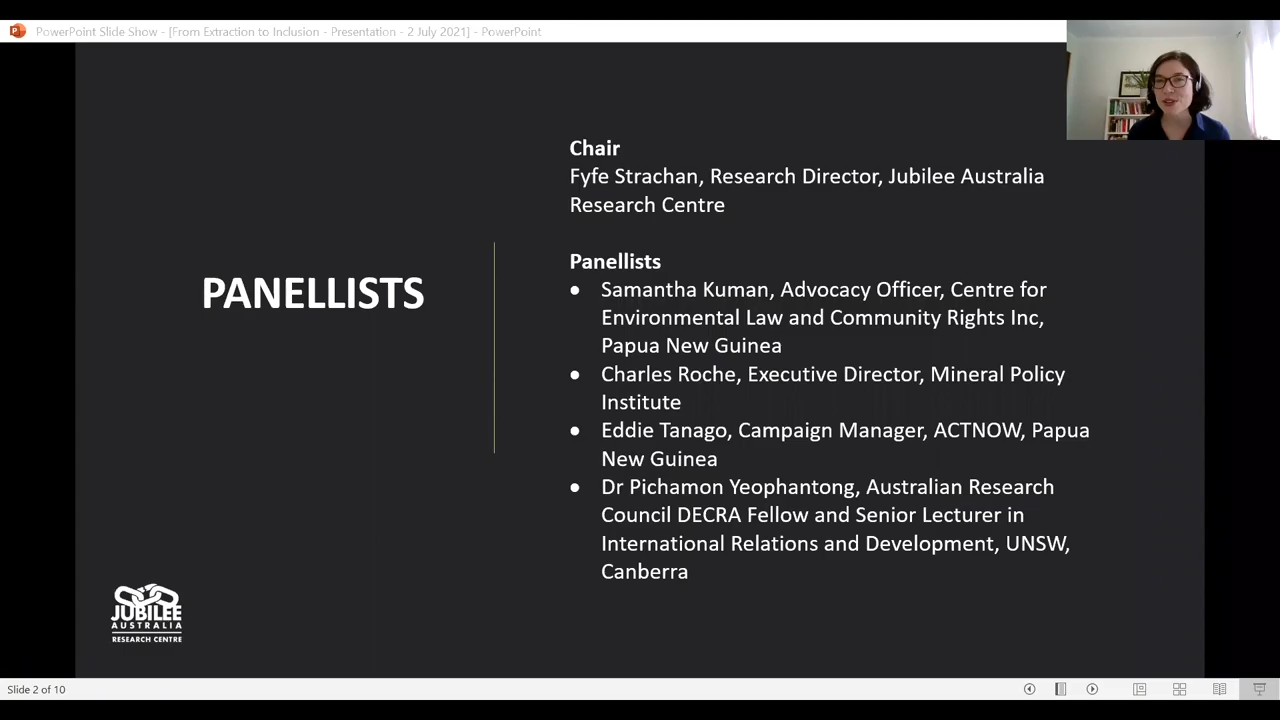 PowerPoint Slide Show - [From Extraction to Inclusion - Presentation - 2 July 2021] - PowerPoint
Chair
Fyfe Strachan, Research Director, Jubilee Australia
Research Centre
PANELLISTS
Panellists
● Samantha Kuman, Advocacy Officer, Centre for
Environmental Law and Community Rights Inc,
Papua New Guinea
● Charles Roche, Executive Director, Mineral Policy
Institute
● Eddie Tanago, Campaign Manager, ACTNOW, Papua
New Guinea
● Dr Pichamon Yeophantong, Australian Research
Council DECRA Fellow and Senior Lecturer in
International Relations and Development, UNSW,
Canberra
JUBILEE
AUSTRALIA
RESEARCH CENTRE
Slide 2 of 10